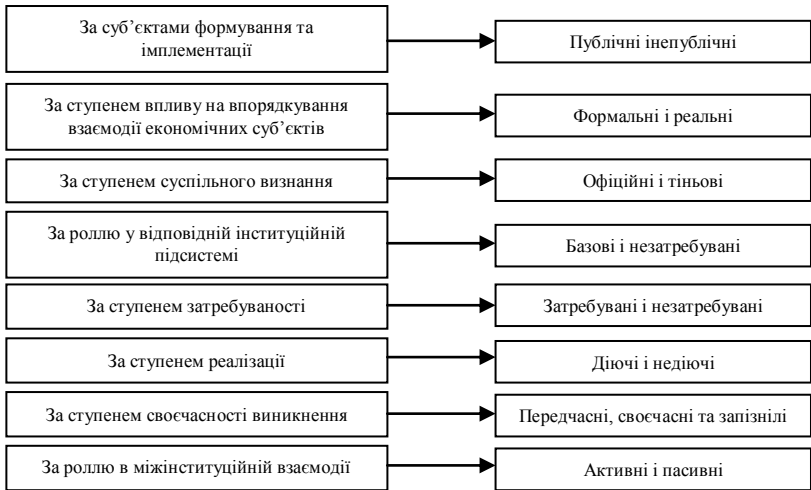 За суб’єктами формування та
імплементації
Публічні інепублічні
За ступенем впливу на впорядкування
взаємодії економічних суб’єктів
Формальні і реальні
За ступенем суспільного визнання
Офіційні і тіньові
За роллю у відповідній інституційній
підсистемі
Базові і незатребувані
За ступенем затребуваності
Затребувані і незатребувані
За ступенем реалізації
Діючі і недіючі
За ступенем своєчасності виникнення
Передчасні, своєчасні та запізнілі
За роллю в міжінституційній взаємодії
Активні і пасивні